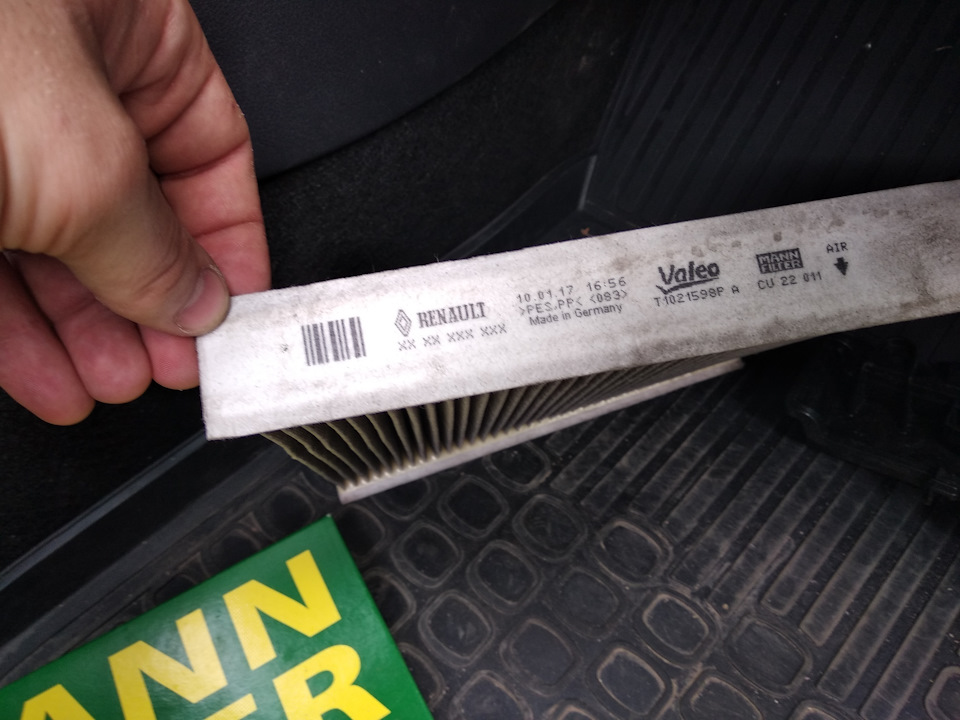 RENAULT
XX XX XXX XXX
10.01.17 16:56
>PES,PP< <083>
Made in Germany
Valeo
T1021598P A
MANN
FILTER
CU 22 011
AIR
ANN
ER